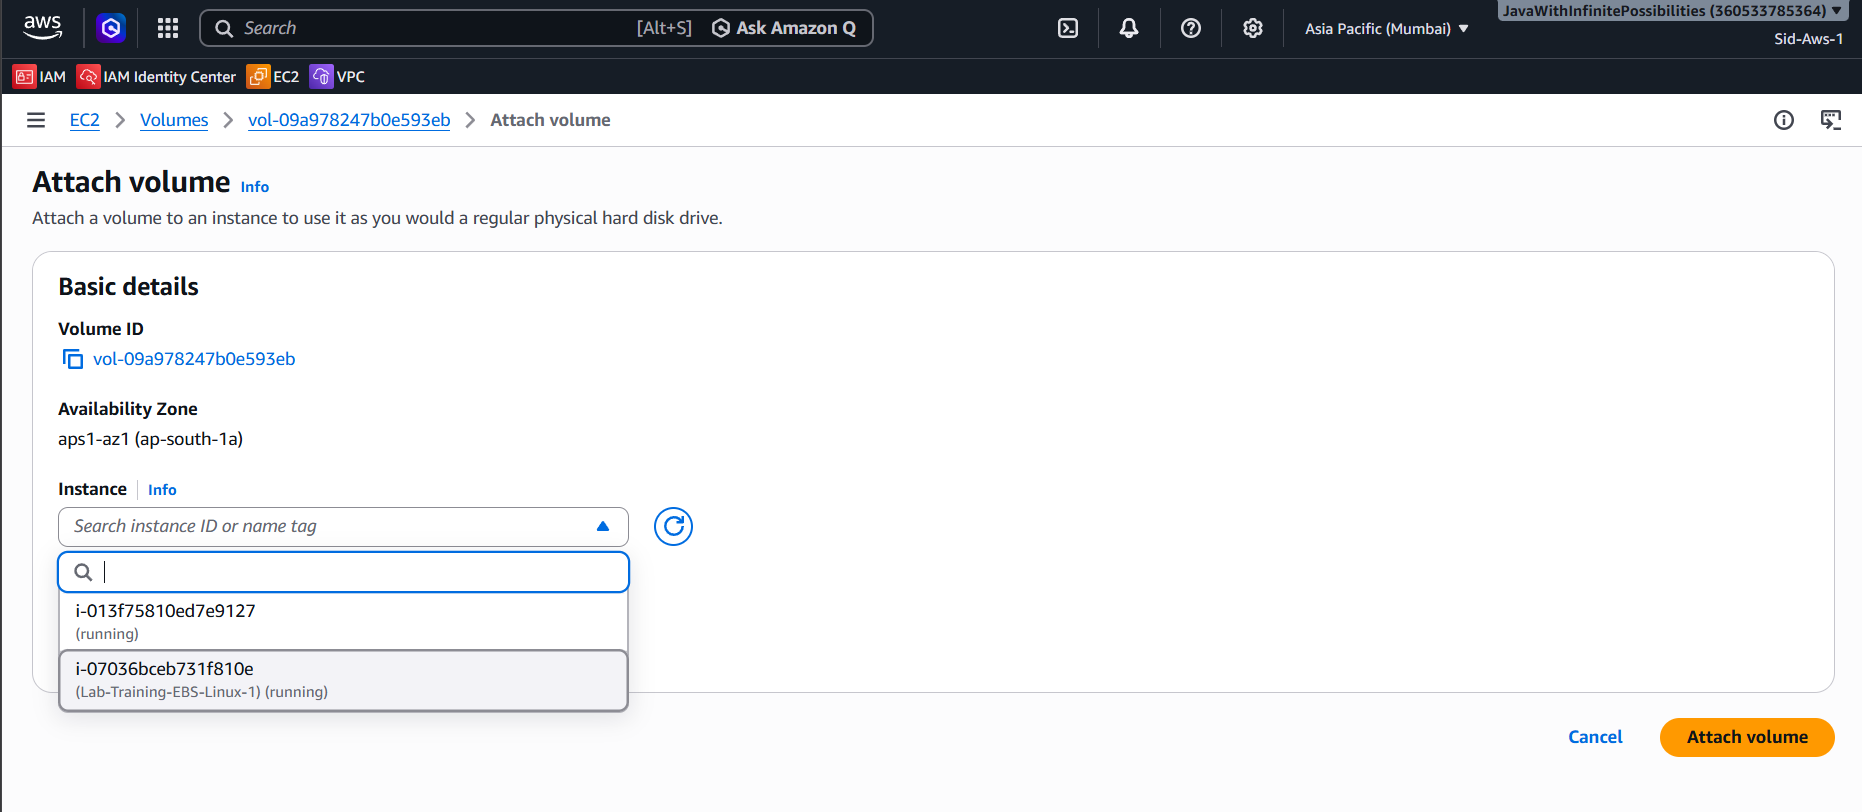 aws
Search [Alt+S] Ask Amazon Q
Asia Pacific (Mumbai) ▼
JavaWithInfinitePossibilities (360533785364) ▼
Sid-Aws-1
IAM IAM Identity Center EC2 VPC
EC2 > Volumes > vol-09a978247b0e593eb > Attach volume
Attach volume Info
Attach a volume to an instance to use it as you would a regular physical hard disk drive.
Basic details
Volume ID
vol-09a978247b0e593eb
Availability Zone
aps1-az1 (ap-south-1a)
Instance Info
Search instance ID or name tag
i-013f75810ed7e9127
(running)
i-07036bceb731f810e
(Lab-Training-EBS-Linux-1) (running)
Cancel Attach volume